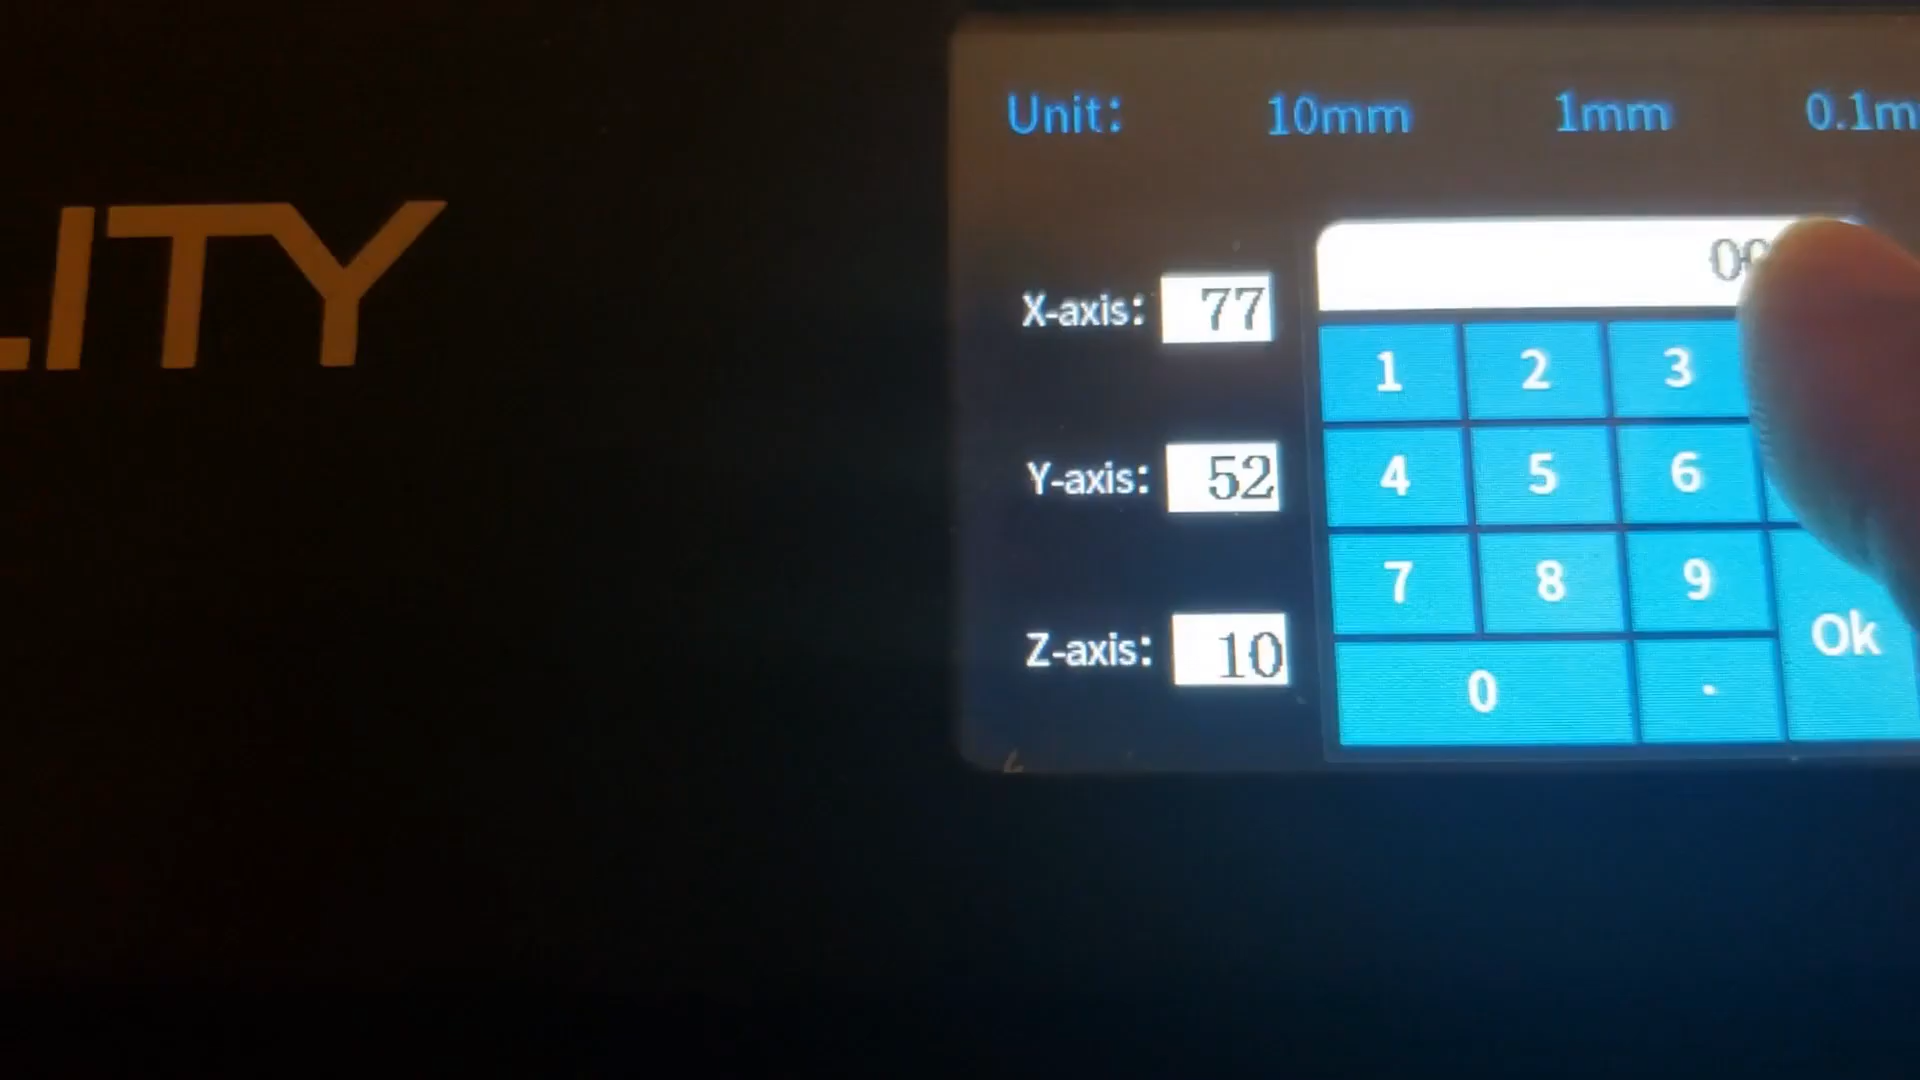 LITY
Unit: 10mm 1mm 0.1m
X-axis: 77
Y-axis: 52
Z-axis: 10
1 2 3
4 5 6
7 8 9
Ok
0 .